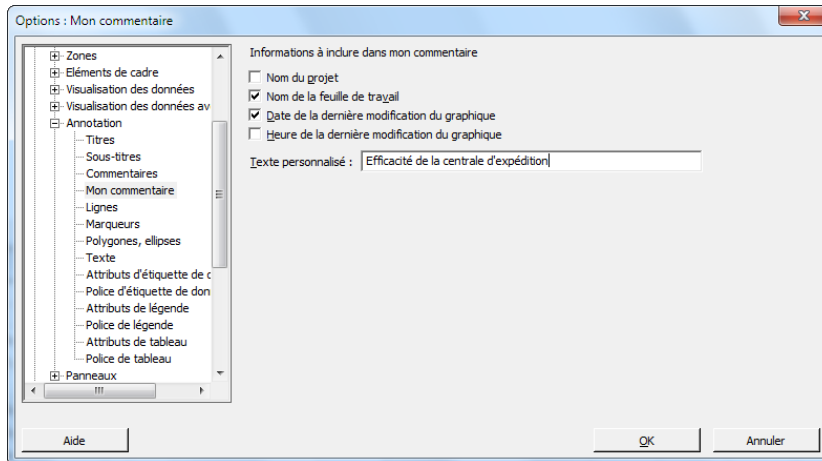 Options : Mon commentaire
Zones
Eléments de cadre
Visualisation des données
Visualisation des données av
Annotation
Titres
Sous-titres
Commentaires
Mon commentaire
Lignes
Marqueurs
Polygones, ellipses
Texte
Attributs d'étiquette de c
Police d'étiquette de don
Attributs de légende
Police de légende
Attributs de tableau
Police de tableau
Panneaux
Informations à inclure dans mon commentaire
Nom du projet
Nom de la feuille de travail
Date de la dernière modification du graphique
Heure de la dernière modification du graphique
Texte personnalisé : Efficacité de la centrale d'expédition
Aide OK Annuler